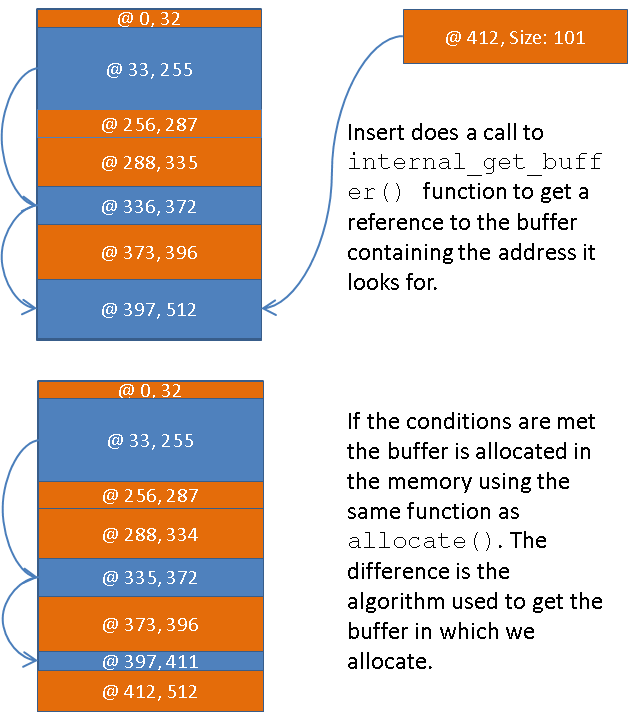 @ 0, 32
@ 33, 255
@ 256, 287
@ 288, 335
@ 336, 372
@ 373, 396
@ 397, 512
@ 412, Size: 101
Insert does a call to
internal_get_buff
er() function to get a
reference to the buffer
containing the address it
looks for.
@ 0, 32
@ 33, 255
@ 256, 287
@ 288, 334
@ 335, 372
@ 373, 396
@ 397, 411
@ 412, 512
If the conditions are met
the buffer is allocated in
the memory using the
same function as
allocate(). The
difference is the
algorithm used to get the
buffer in which we
allocate.